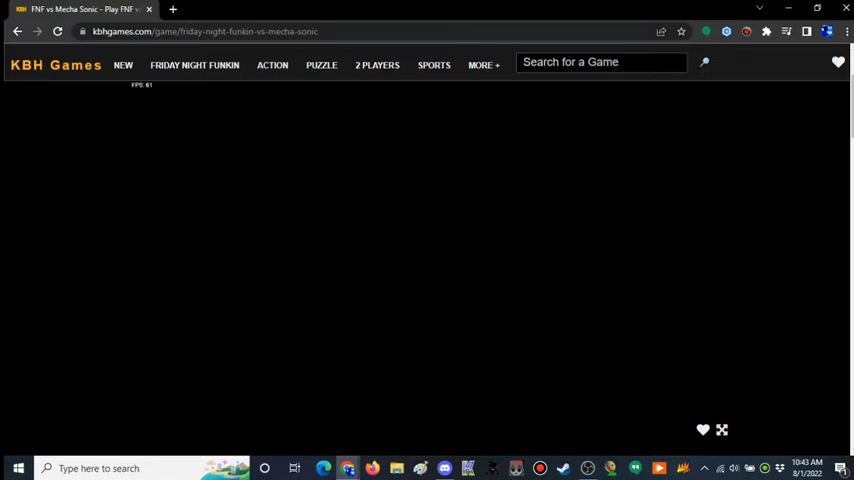 FNF vs Mecha Sonic - Play FNF v
kbhgames.com/game/friday-night-funkin-vs-mecha-sonic
KBH Games NEW FRIDAY NIGHT FUNKIN ACTION PUZZLE 2 PLAYERS SPORTS MORE + Search for a Game
FPS: 61
Type here to search
10:43 AM
8/1/2022